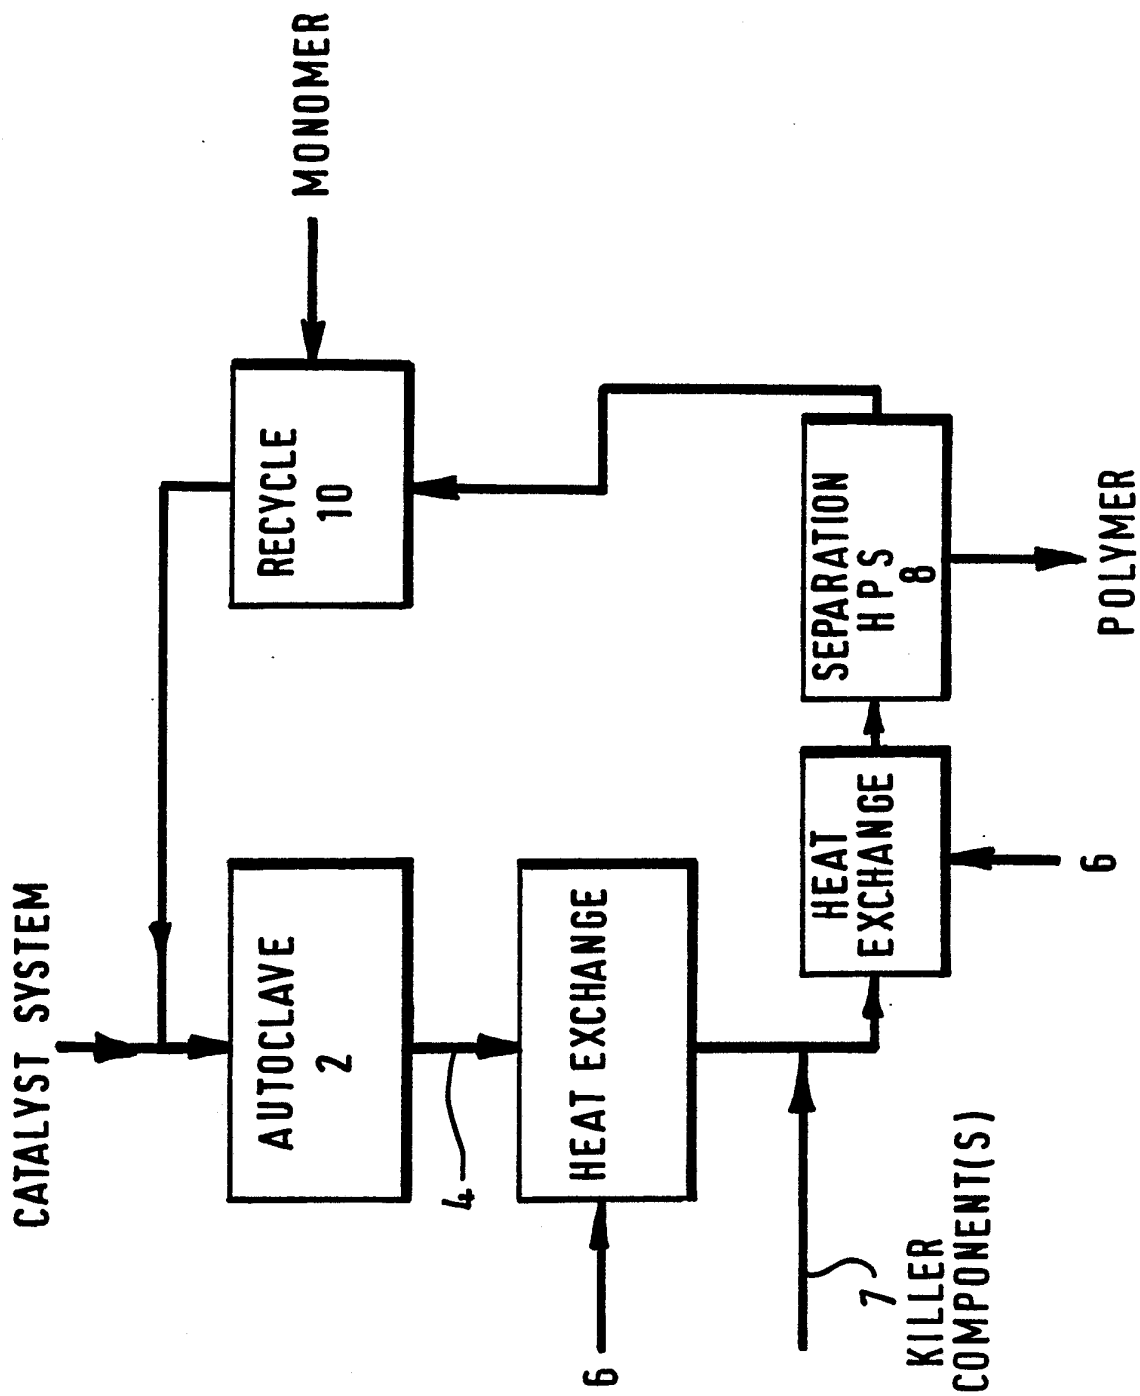 CATALYST SYSTEM
MONOMER
AUTOCLAVE
2
RECYCLE
10
4
HEAT EXCHANGE
6
7
KILLER
COMPONENT(S)
HEAT
EXCHANGE
6
SEPARATION
HPS
8
POLYMER